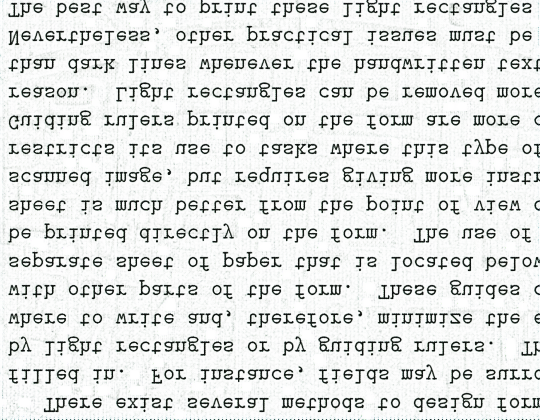 There exist several methods to design form
filled in. For instance, fields may be surro
by light rectangles or by guiding rulers. Th
where to write and, therefore, minimize the e
with other parts of the form. These guides c
separate sheet of paper that is located below
be printed directly on the form. The use of
sheet is much better from the point of view o
scanned image, but requires giving more instr
restricts its use to tasks where this type of
Guiding rulers printed on the form are more c
reason. Light rectangles can be removed more
than dark lines whenever the handwritten text
Nevertheless, other practical issues must be
The best way to print these light rectangles